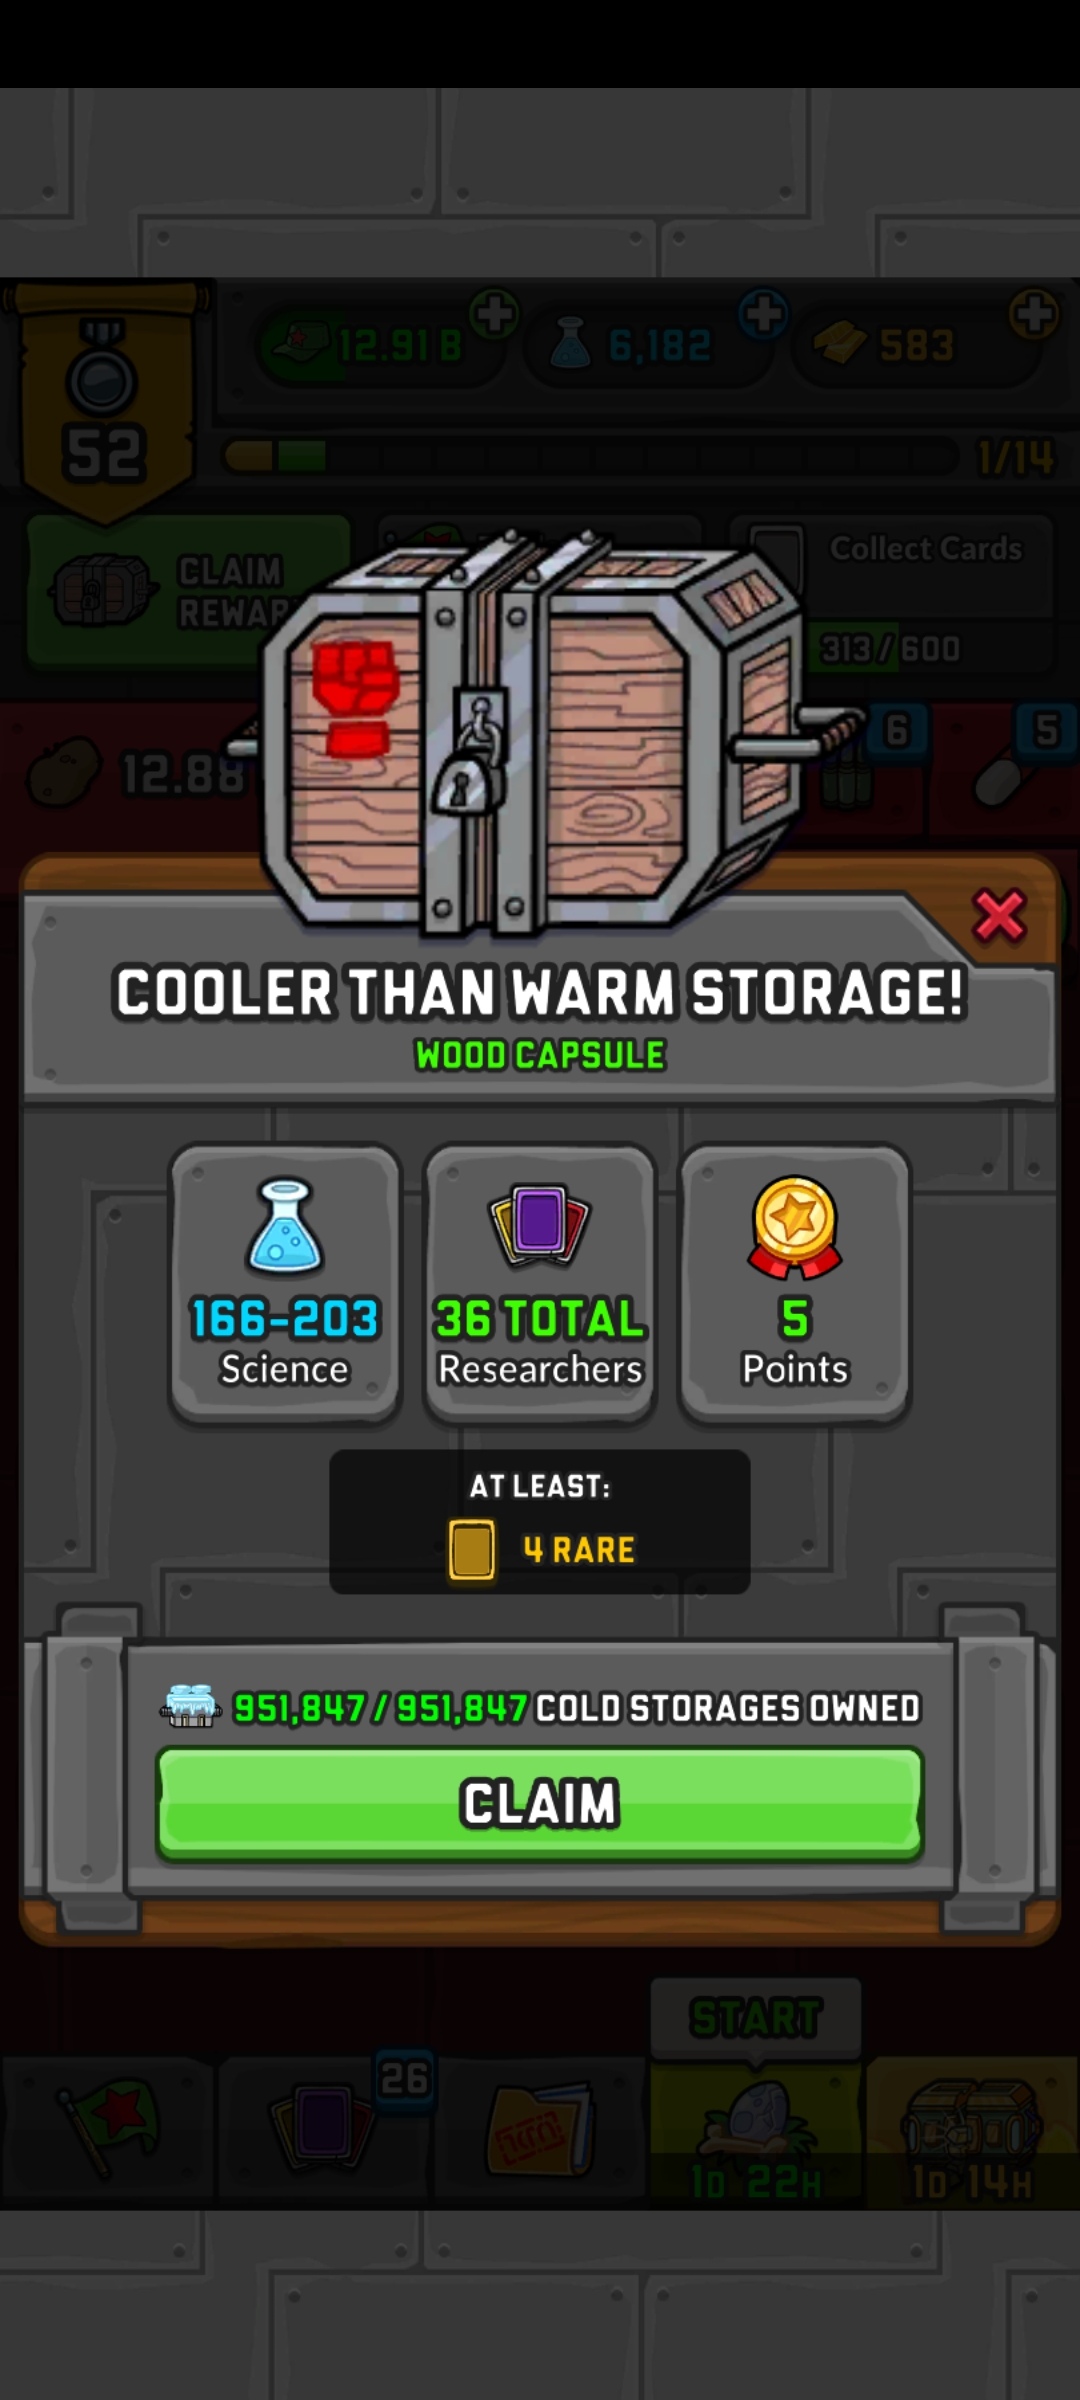 12.91 B
6,182
583
52
1/14
CLAIM
REWAR
Collect Cards
313/600
12.88
6
5
COOLER THAN WARM STORAGE!
WOOD CAPSULE
166-203
Science
36 TOTAL
Researchers
5
Points
AT LEAST:
4 RARE
951,847/951,847 COLD STORAGES OWNED
CLAIM
START
26
1D 22H
1D 14H